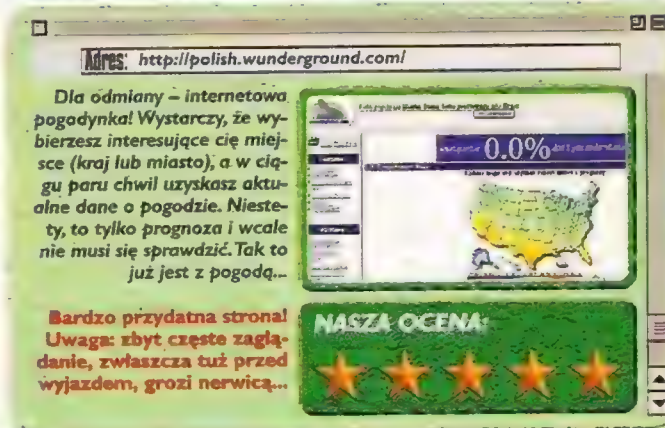 Adres: http://polish.wunderground.com/
Dla odmiany – internetowa
pogodynka! Wystarczy, że wy-
bierzesz interesujące cię miej-
sce (kraj lub miasto), a w cią-
gu paru chwil uzyskasz aktu-
alne dane o pogodzie. Nieste-
ty, to tylko prognoza i wcale
nie musi się sprawdzić. Tak to
już jest z pogodą...
Bardzo przydatna strona!
Uwaga: zbyt częste zaglą-
danie, zwłaszcza tuż przed
wyjazdem, grozi nerwicą...
0.0%
NASZA OCENA: